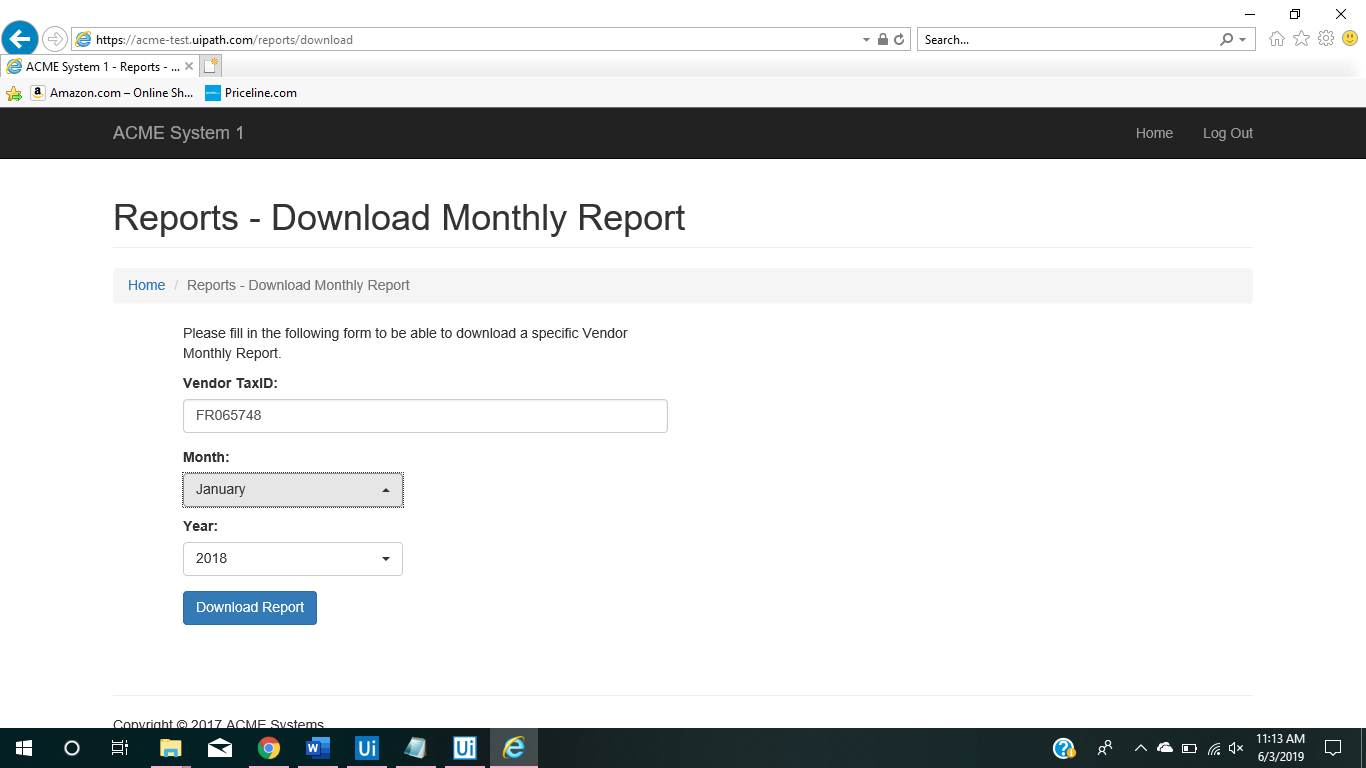 https://acme-test.uipath.com/reports/download
Search...
ACME System 1 - Reports - ...
Amazon.com – Online Sh...
Priceline.com
ACME System 1
Home
Log Out
Reports - Download Monthly Report
Home / Reports - Download Monthly Report
Please fill in the following form to be able to download a specific Vendor
Monthly Report.
Vendor TaxID:
FR065748
Month:
January
Year:
2018
Download Report
Copyright © 2017 ACME Systems
Ui
Ui
11:13 AM
6/3/2019